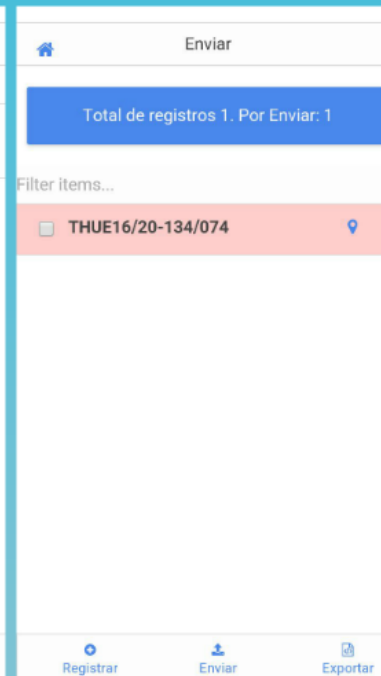 Enviar
Total de registros 1. Por Enviar: 1
Filter items...
THUE16/20-134/074
Registrar
Enviar
Exportar